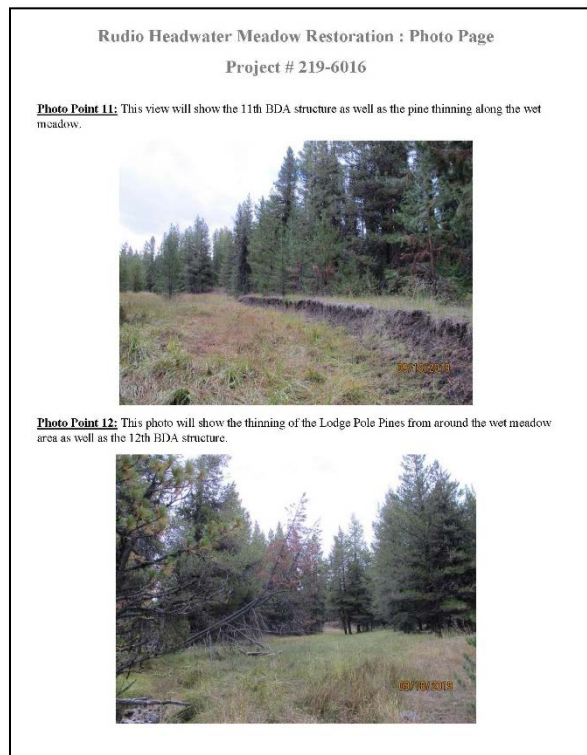 Rudio Headwater Meadow Restoration : Photo Page
Project # 219-6016
Photo Point 11: This view will show the 11th BDA structure as well as the pine thinning along the wet
meadow.
Photo Point 12: This photo will show the thinning of the Lodge Pole Pines from around the wet meadow
area as well as the 12th BDA structure.